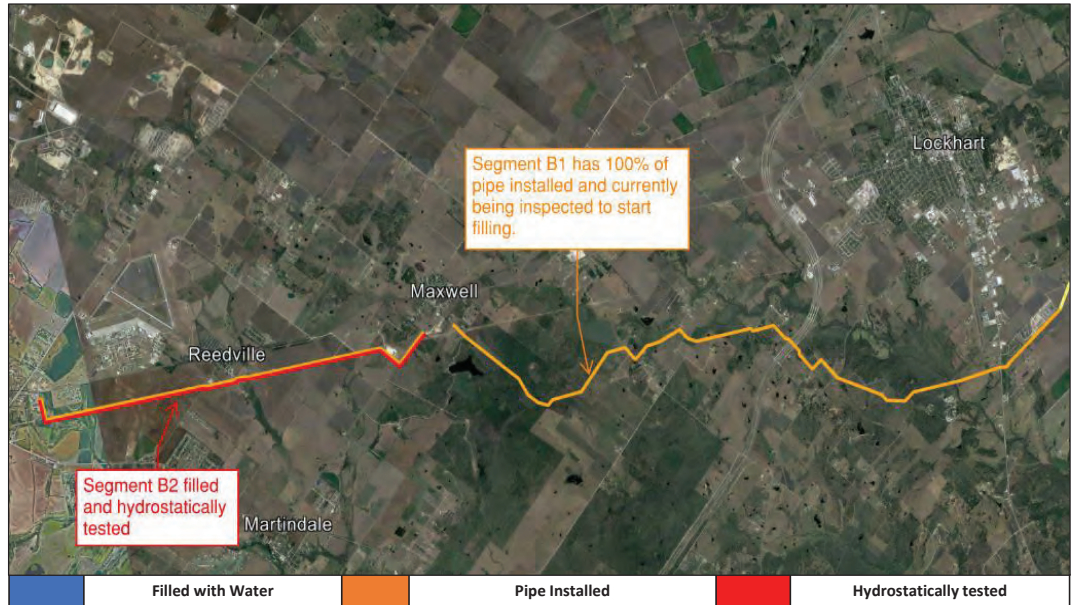 Lockhart
Segment B1 has 100% of
pipe installed and currently
being inspected to start
filling.
Maxwell
Reedville
Segment B2 filled
and hydrostatically
tested
Martindale
Filled with Water
Pipe Installed
Hydrostatically tested